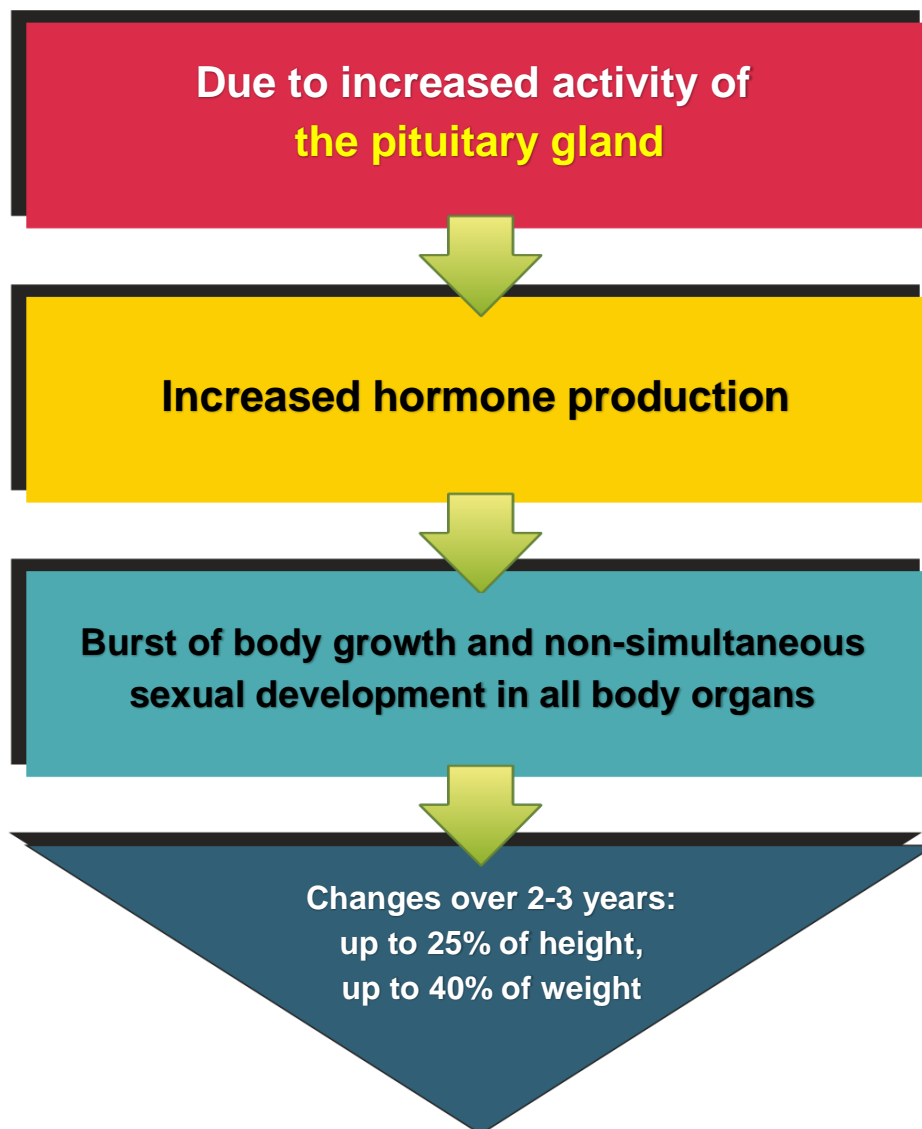 Due to increased activity of
the pituitary gland
Increased hormone production
Burst of body growth and non-simultaneous
sexual development in all body organs
Changes over 2-3 years:
up to 25% of height,
up to 40% of weight